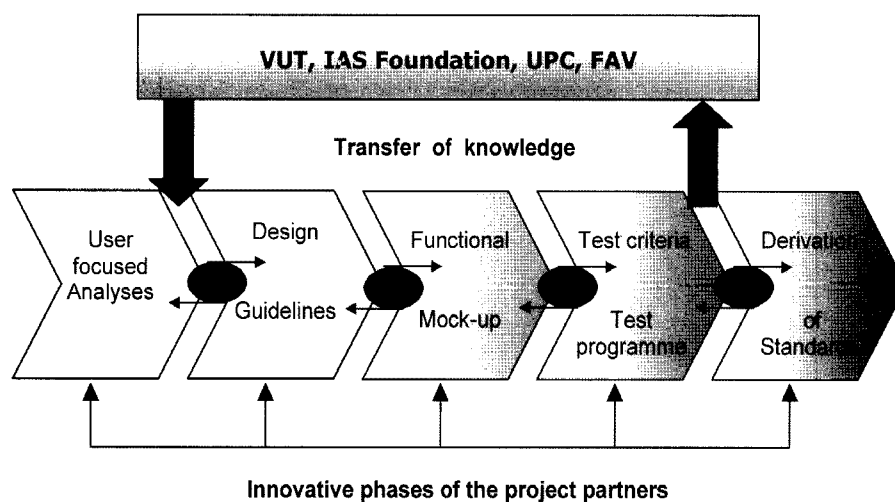 VUT, IAS Foundation, UPC, FAV
Transfer of knowledge
User
focused
Analyses
Design
Guidelines
Functional
Mock-up
Test criteria
Test
programme
Derivation
of
Standards
Innovative phases of the project partners